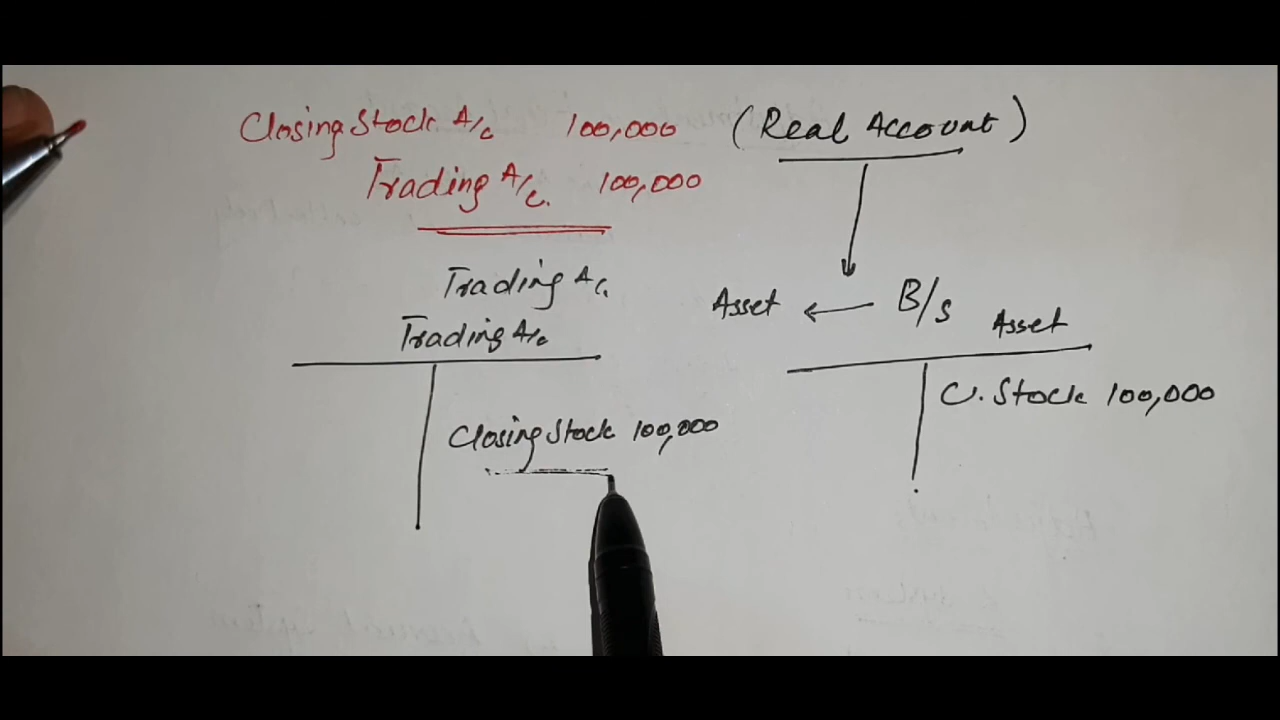 Closing Stock A/c 100,000 (Real Account)
Trading A/c. 100,000
Trading A/c.
Asset ← B/s Asset
Trading A/c
C. Stock 100,000
Closing Stock 100,000